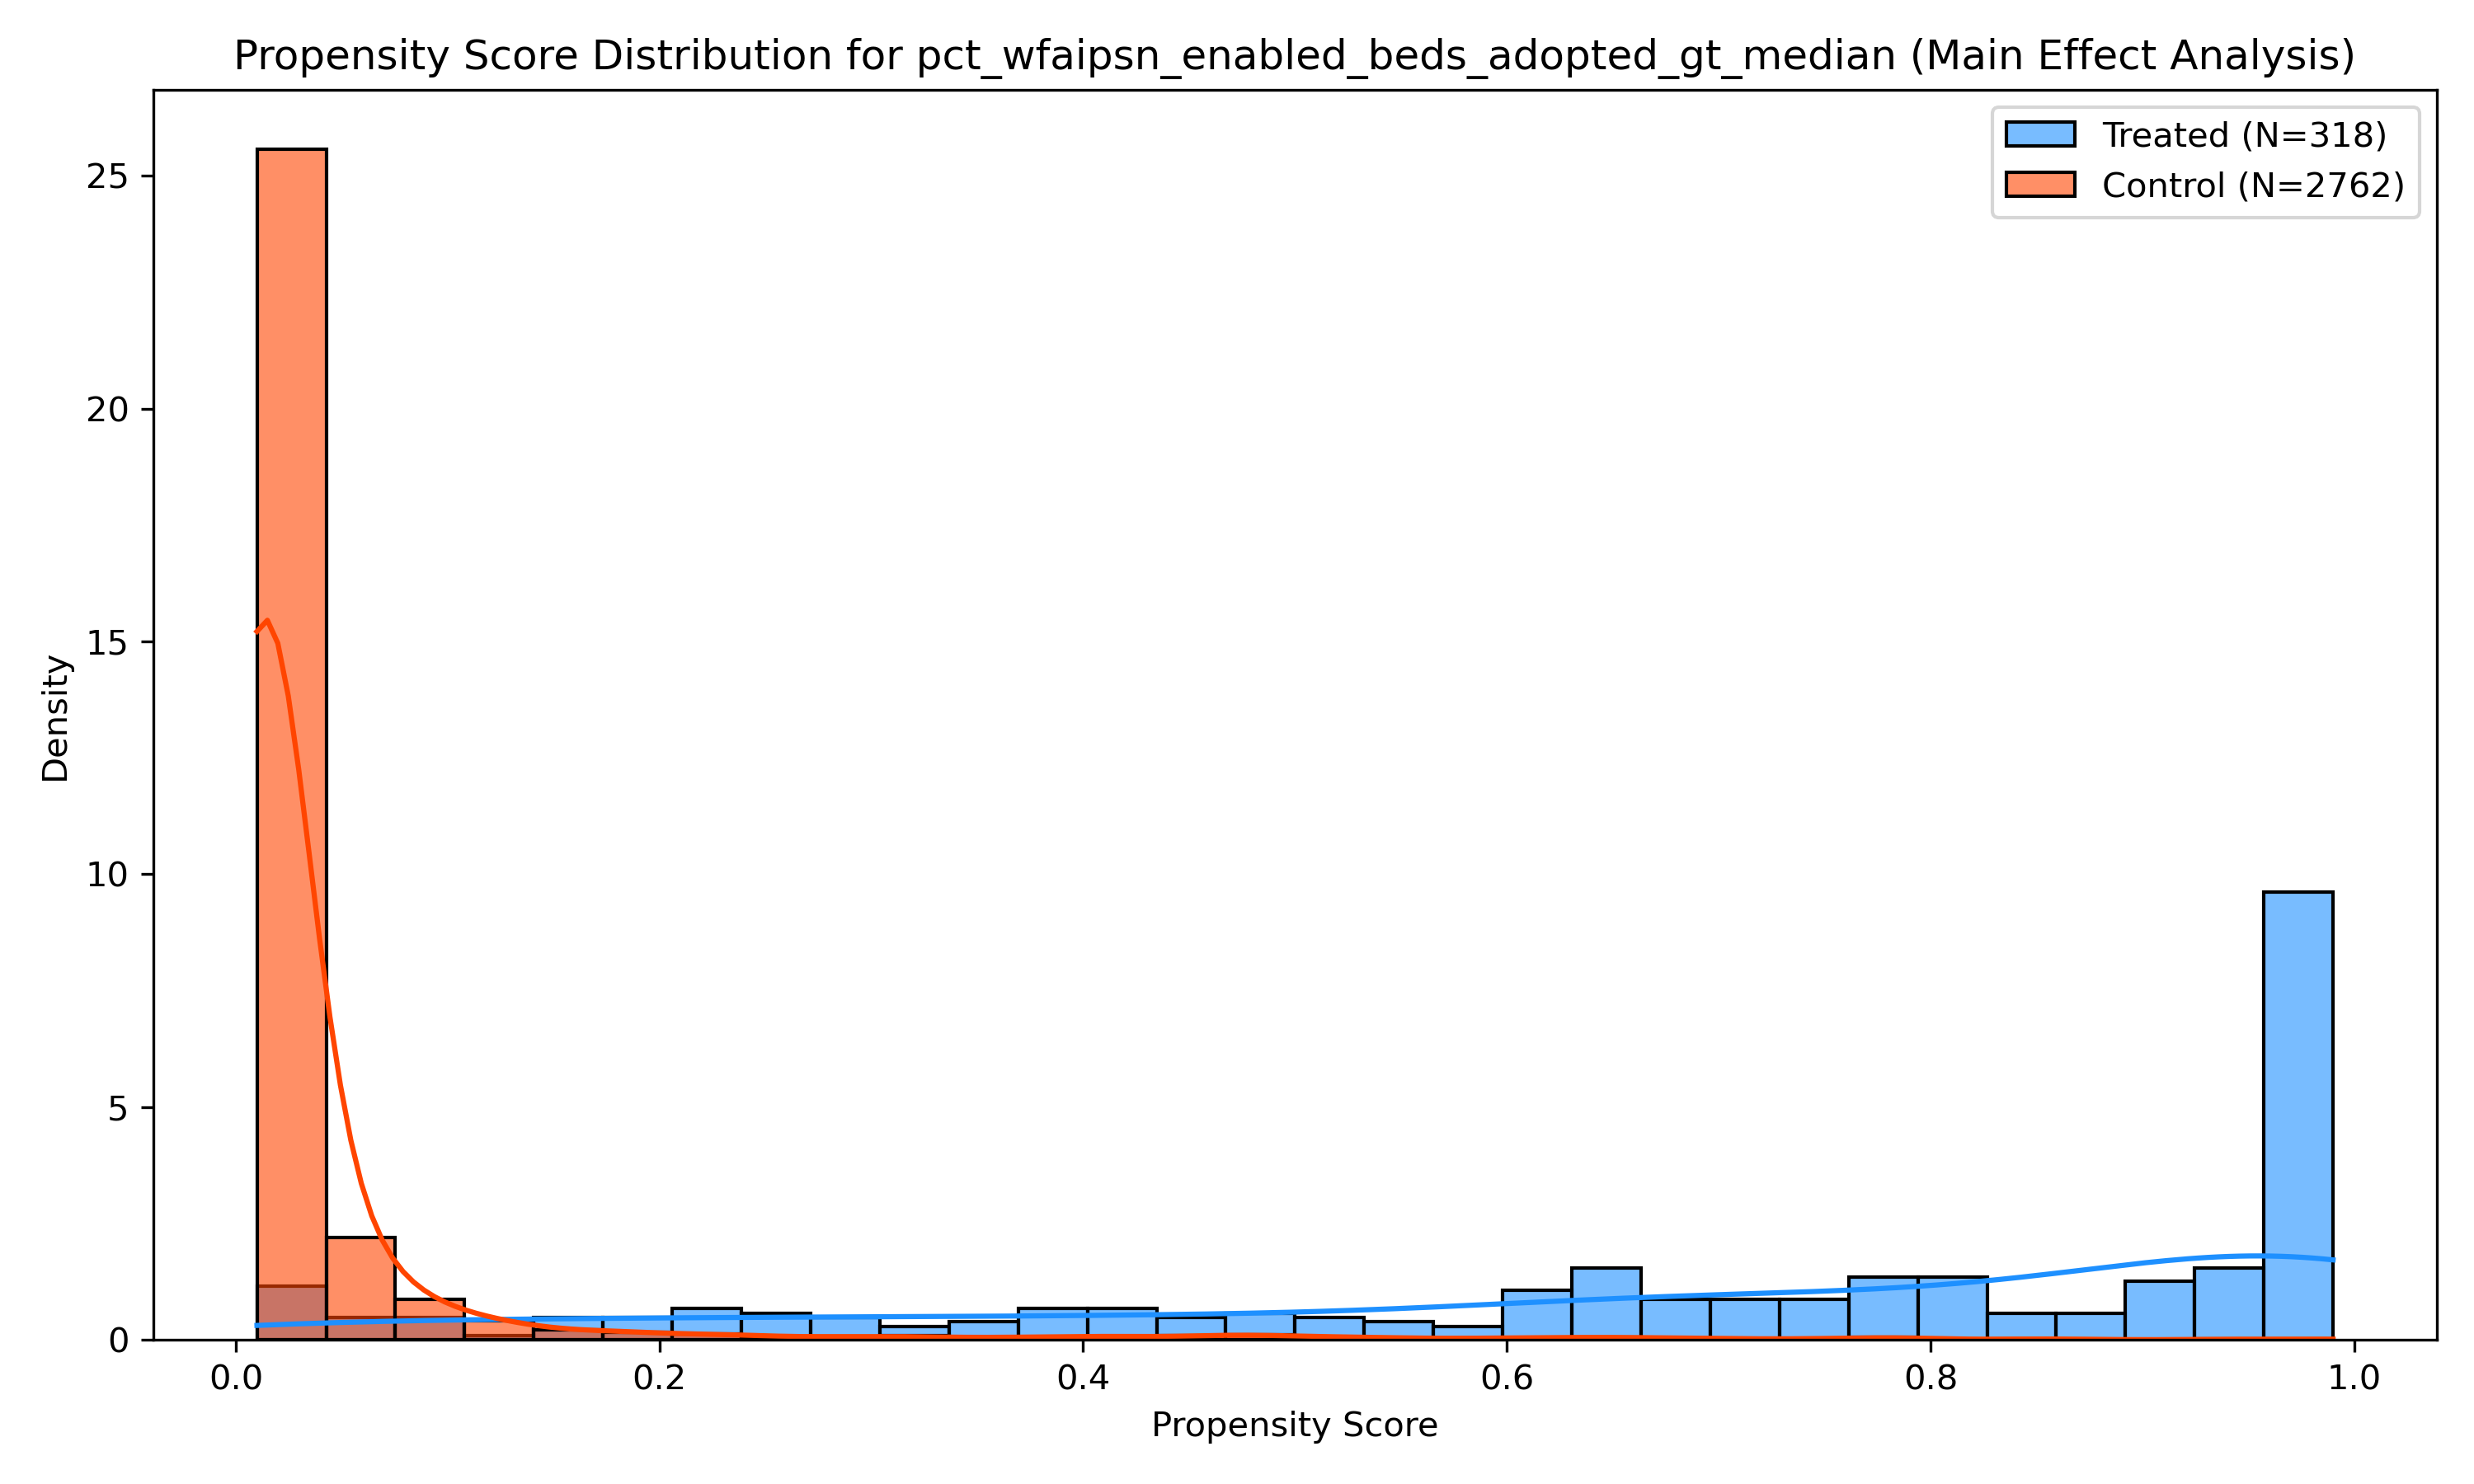 Propensity Score Distribution for pct_wfaipsn_enabled_beds_adopted_gt_median (Main Effect Analysis)
Treated (N=318)
Control (N=2762)
25
20
15
10
5
0
Density
0.0 0.2 0.4 0.6 0.8 1.0
Propensity Score